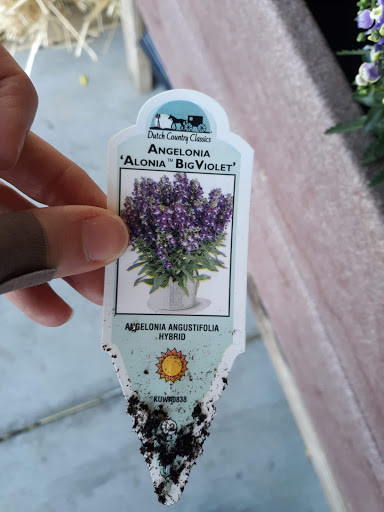 Dutch Country Classics
ANGELONIA
'ALONIA™ BIGVIOLET'
ANGELONIA ANGUSTIFOLIA
HYBRID